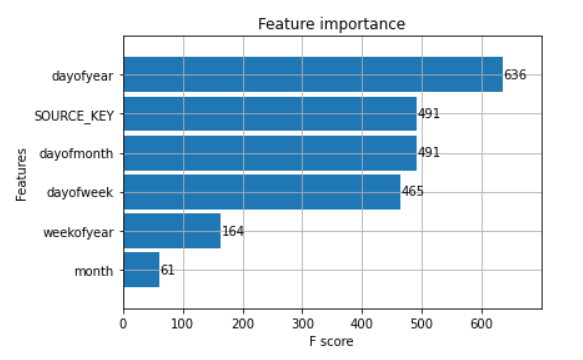 Feature importance
Features
dayofyear 636
SOURCE_KEY 491
dayofmonth 491
dayofweek 465
weekofyear 164
month 61
0 100 200 300 400 500 600
F score